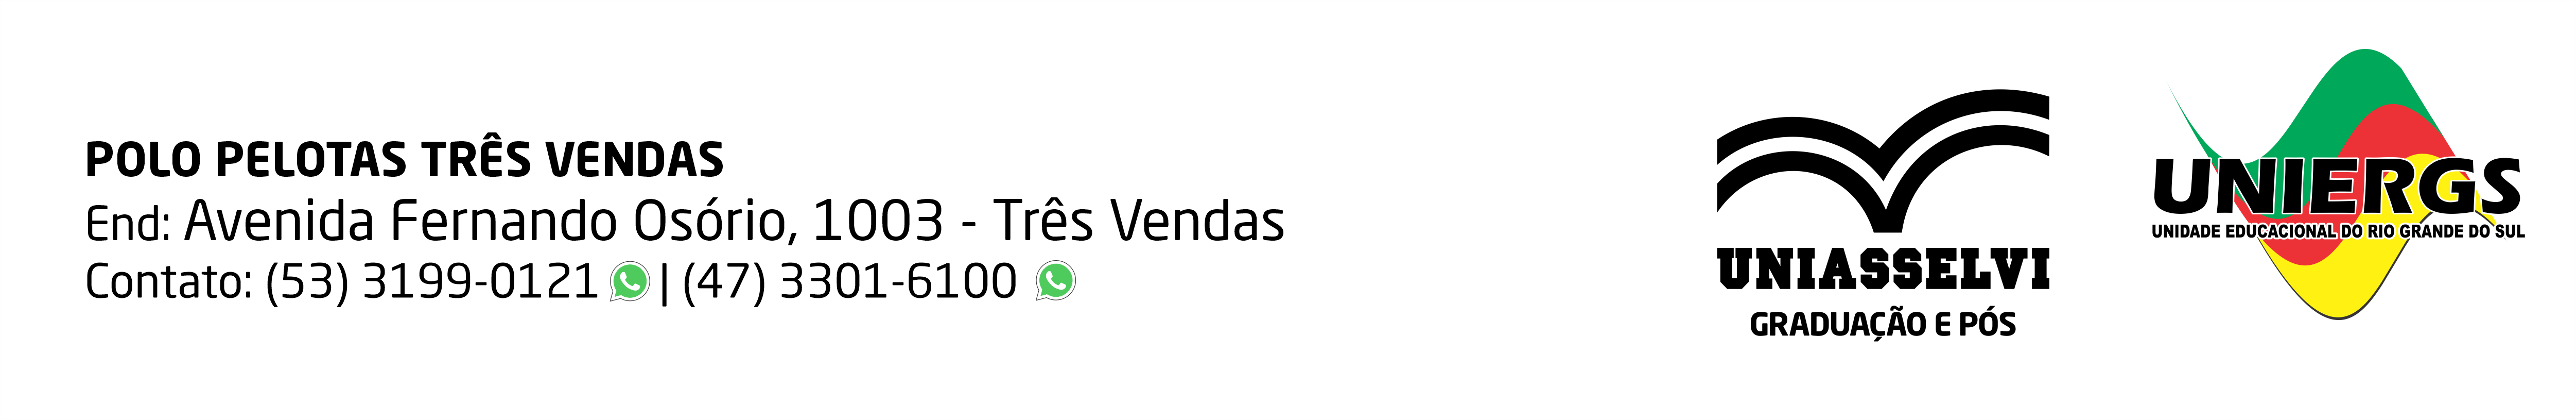 POLO PELOTAS TRÊS VENDAS
End: Avenida Fernando Osório, 1003 - Três Vendas
Contato: (53) 3199-0121 | (47) 3301-6100
UNIASSELVI
GRADUAÇÃO E PÓS
UNIERGS
UNIDADE EDUCACIONAL DO RIO GRANDE DO SUL